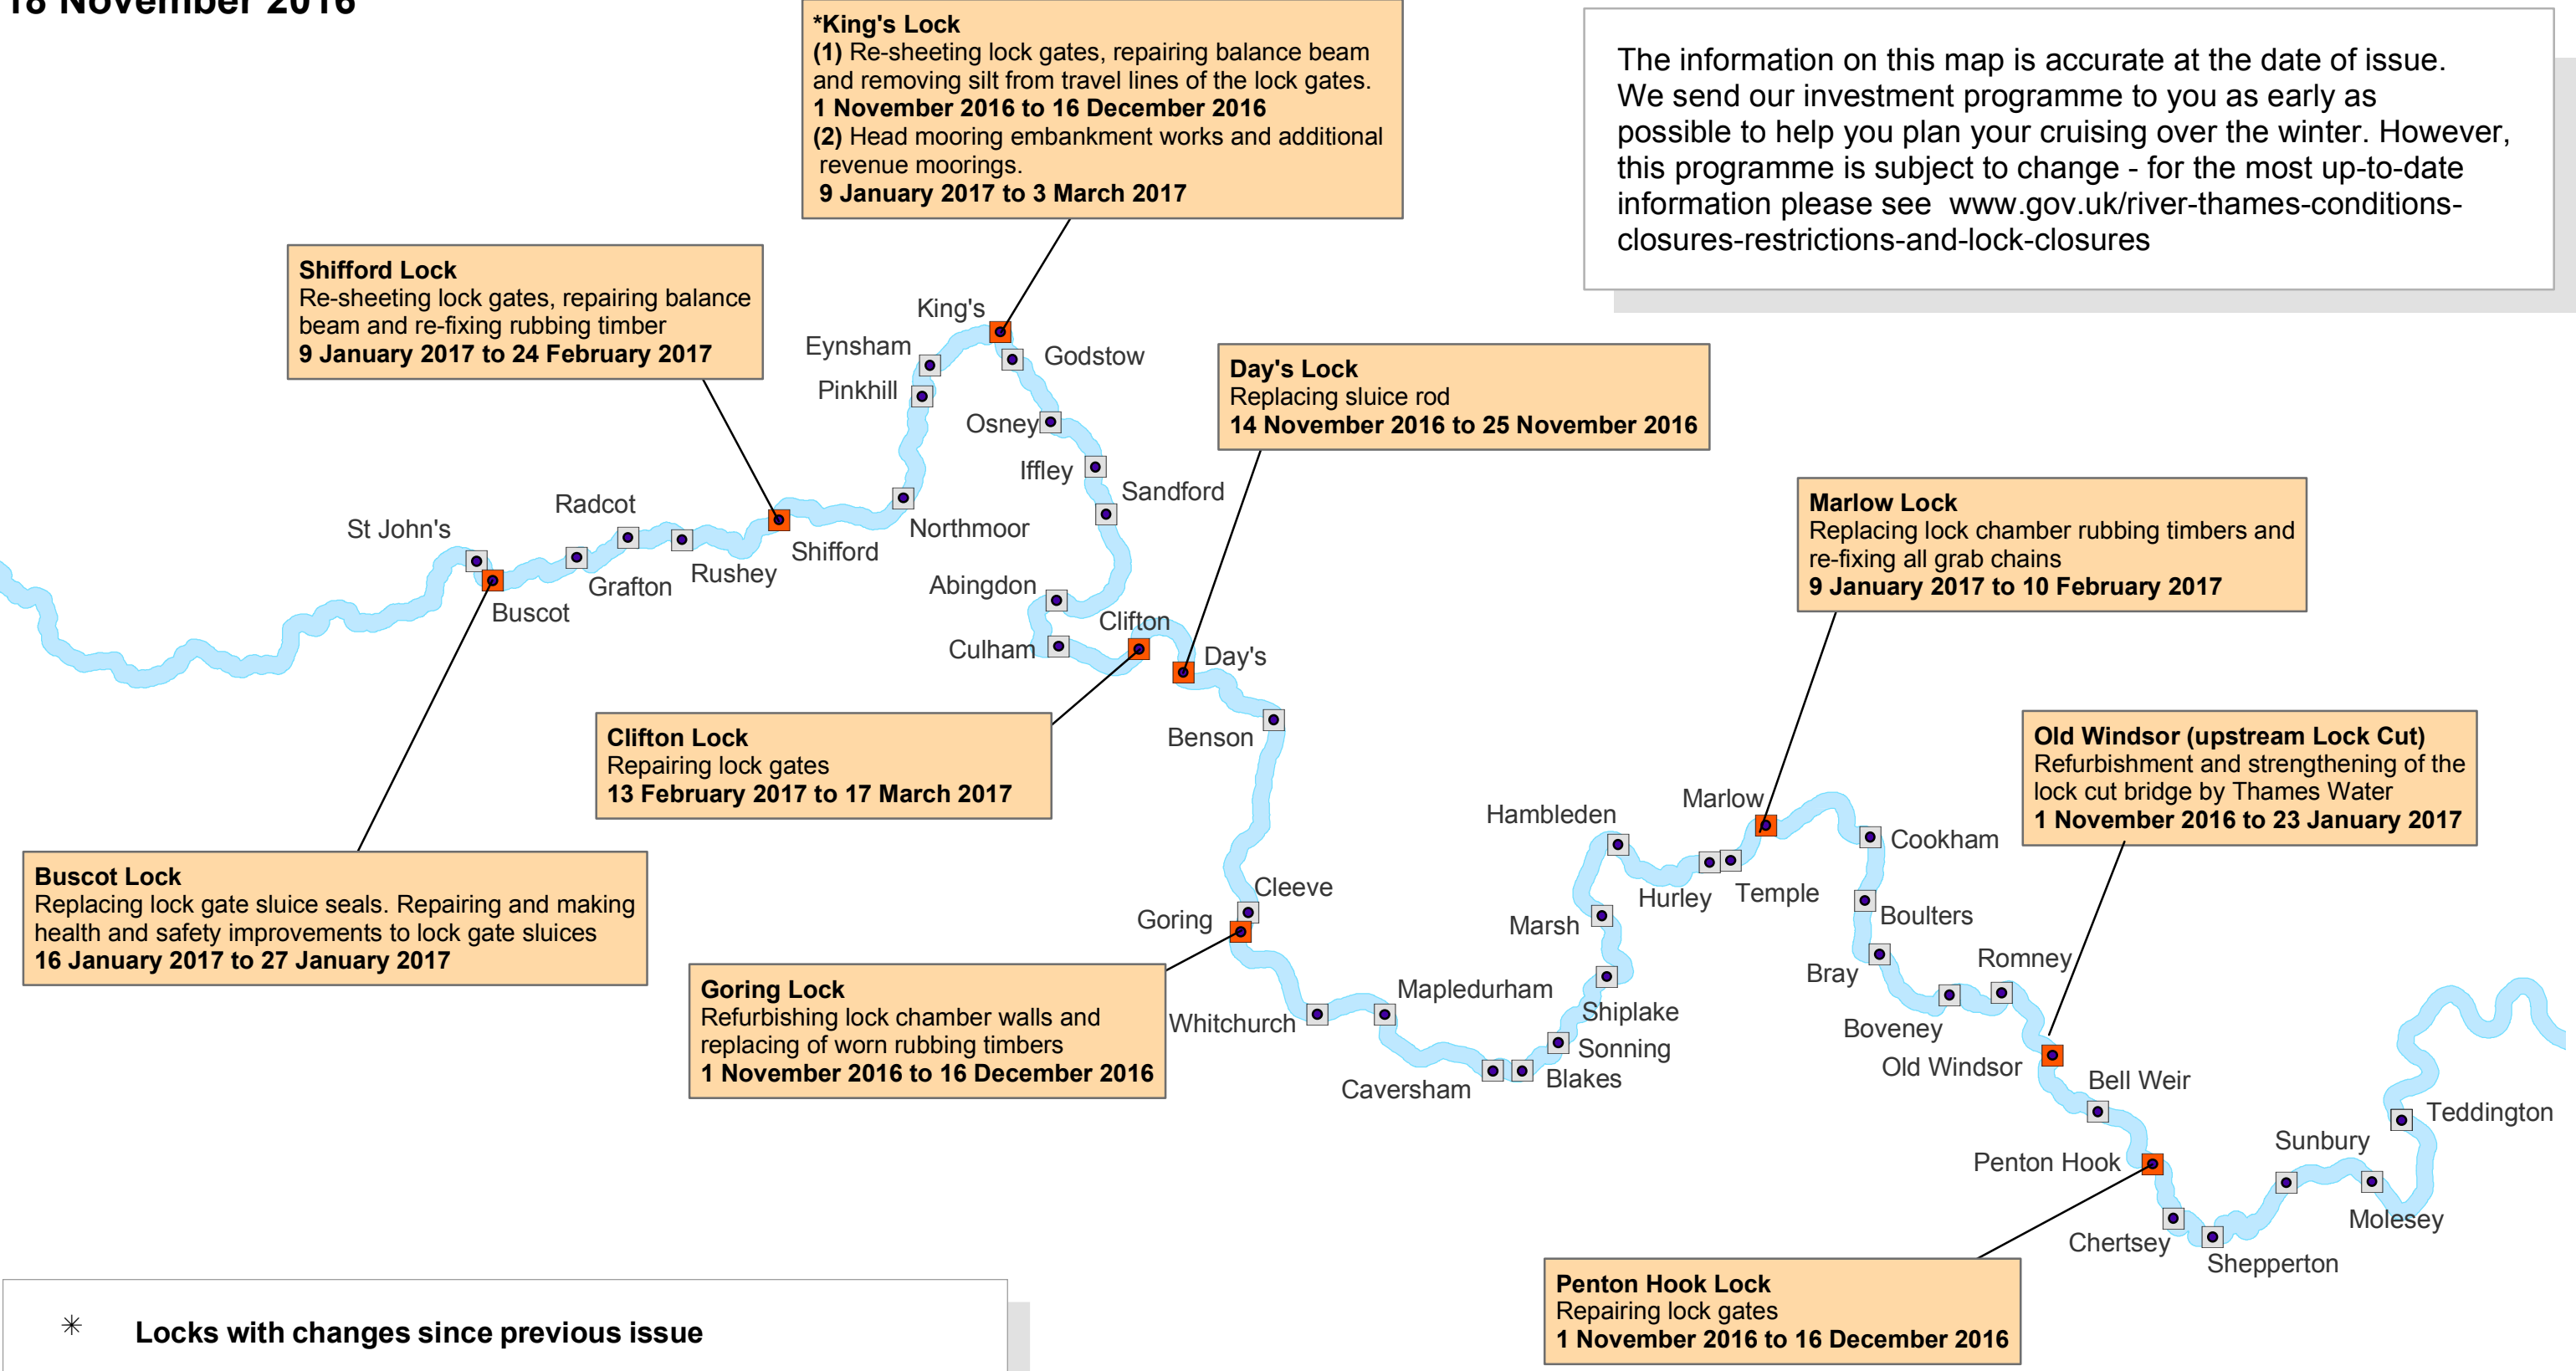 18 November 2016
*King's Lock
(1) Re-sheeting lock gates, repairing balance beam
and removing silt from travel lines of the lock gates.
1 November 2016 to 16 December 2016
(2) Head mooring embankment works and additional
revenue moorings.
9 January 2017 to 3 March 2017
The information on this map is accurate at the date of issue.
We send our investment programme to you as early as
possible to help you plan your cruising over the winter. However,
this programme is subject to change - for the most up-to-date
information please see www.gov.uk/river-thames-conditions-
closures-restrictions-and-lock-closures
Shifford Lock
Re-sheeting lock gates, repairing balance
beam and re-fixing rubbing timber
9 January 2017 to 24 February 2017
Day's Lock
Replacing sluice rod
14 November 2016 to 25 November 2016
Marlow Lock
Replacing lock chamber rubbing timbers and
re-fixing all grab chains
9 January 2017 to 10 February 2017
Old Windsor (upstream Lock Cut)
Refurbishment and strengthening of the
lock cut bridge by Thames Water
1 November 2016 to 23 January 2017
Clifton Lock
Repairing lock gates
13 February 2017 to 17 March 2017
Buscot Lock
Replacing lock gate sluice seals. Repairing and making
health and safety improvements to lock gate sluices
16 January 2017 to 27 January 2017
Goring Lock
Refurbishing lock chamber walls and
replacing of worn rubbing timbers
1 November 2016 to 16 December 2016
Penton Hook Lock
Repairing lock gates
1 November 2016 to 16 December 2016
St John's
Buscot
Grafton
Radcot
Rushey
Shifford
Northmoor
Pinkhill
Eynsham
King's
Godstow
Osney
Iffley
Sandford
Abingdon
Culham
Clifton
Day's
Benson
Cleeve
Goring
Whitchurch
Mapledurham
Caversham
Blakes
Sonning
Shiplake
Marsh
Hambleden
Hurley
Temple
Marlow
Cookham
Boulters
Bray
Boveney
Romney
Old Windsor
Bell Weir
Penton Hook
Chertsey
Shepperton
Sunbury
Molesey
Teddington
* Locks with changes since previous issue